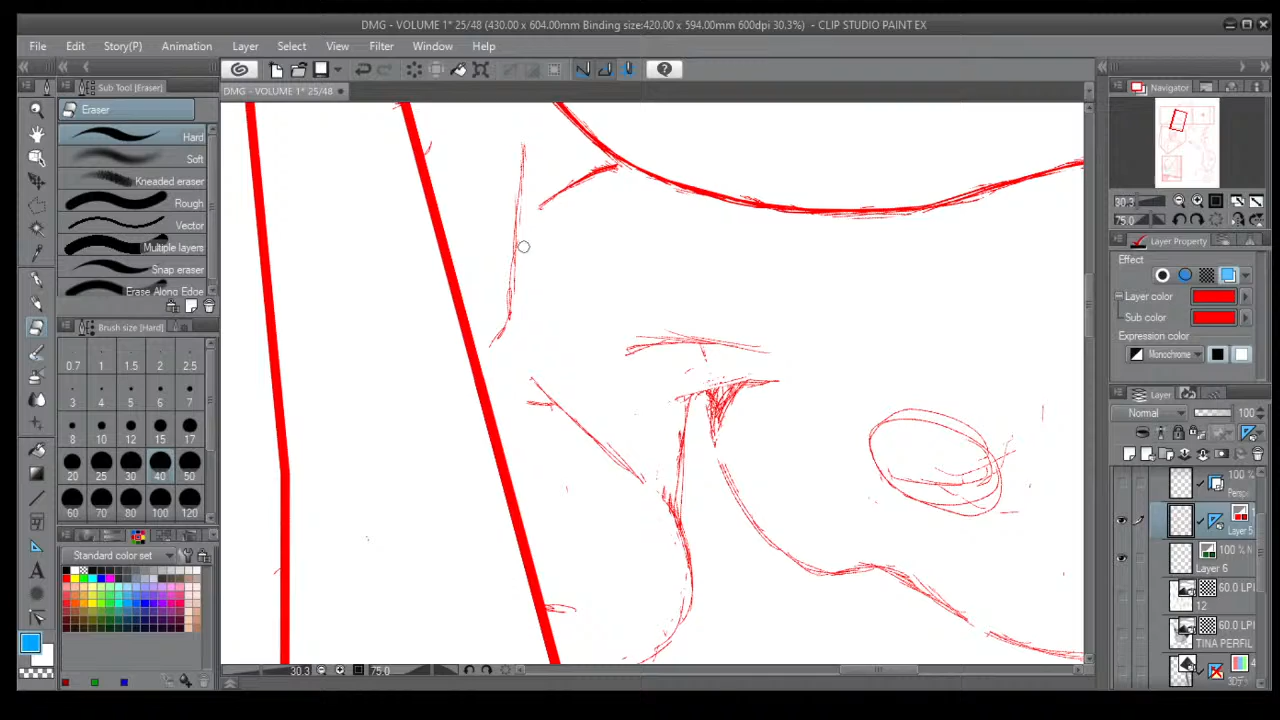 DMG - VOLUME 1* 25/48 (430.00 x 604.00mm Binding size:420.00 x 594.00mm 600dpi 30.3%) - CLIP STUDIO PAINT EX
File Edit Story(P) Animation Layer Select View Filter Window Help
Sub Tool [Eraser]
DMG - VOLUME 1* 25/48
Navigator
Eraser
Hard
Soft
Kneaded eraser
Rough
Vector
Multiple layers
Snap eraser
Erase Along Edge
Brush size [Hard]
0.7 1 1.5 2 2.5
3 4 5 6 7
8 10 12 15 17
20 25 30 40 50
60 70 80 100 120
Standard color set
30.3 75.0
30.3
75.0
Layer Property
Effect
Layer color
Sub color
Expression color
Monochrome
Layer
Normal 100
100 %
Layer 5
100 % N
Layer 6
60.0
12
60.0
TINA PERFIL